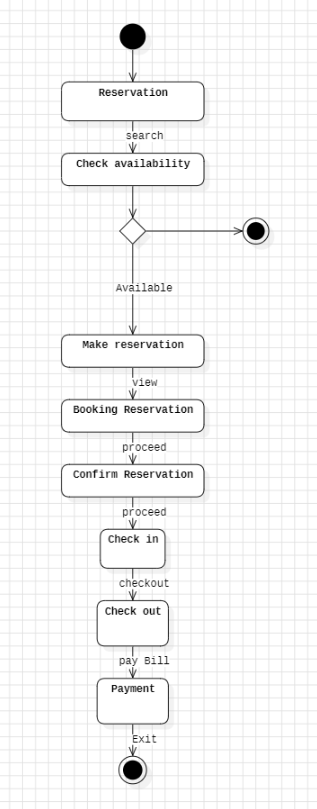 Reservation
search
Check availability
Available
Make reservation
view
Booking Reservation
proceed
Confirm Reservation
proceed
Check in
checkout
Check out
pay Bill
Payment
Exit